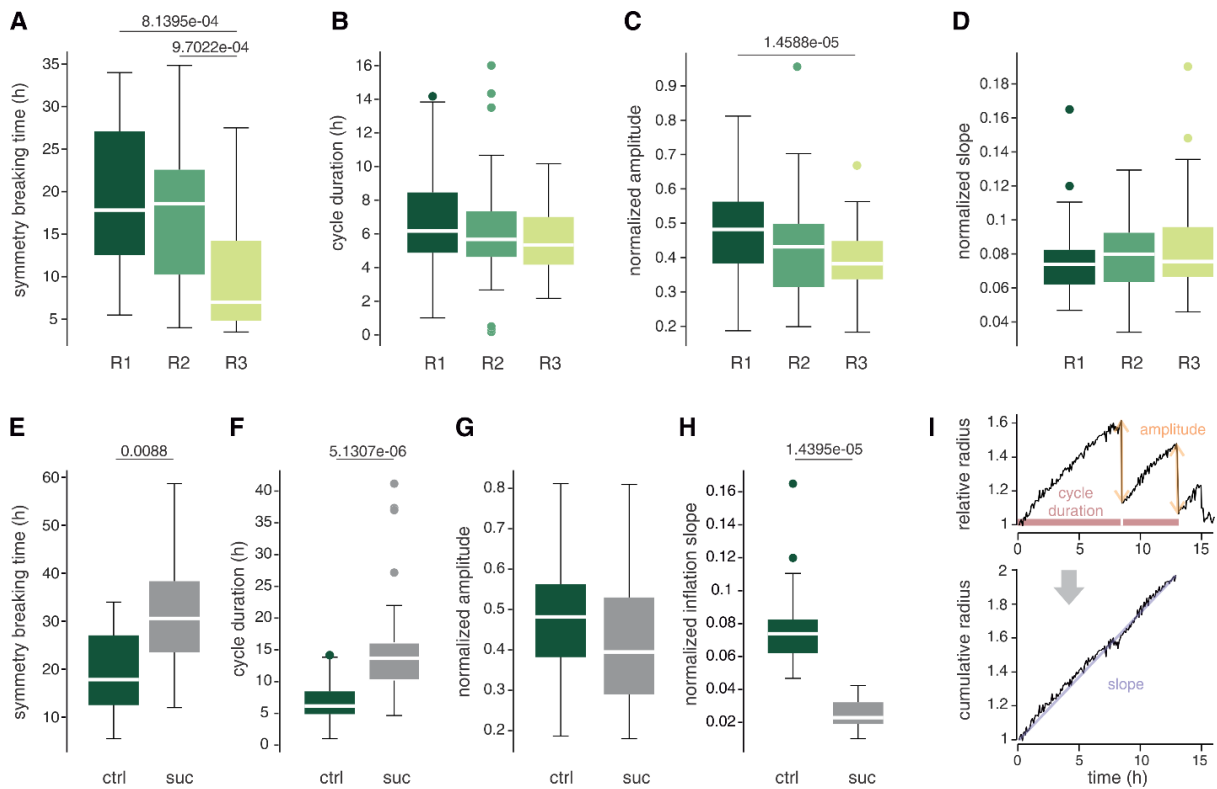 A
8.1395e-04
9.7022e-04
symmetry breaking time (h)
35
30
25
20
15
10
5
R1 R2 R3
B
cycle duration (h)
16
14
12
10
8
6
4
2
0
R1 R2 R3
C
1.4588e-05
normalized amplitude
0.9
0.8
0.7
0.6
0.5
0.4
0.3
0.2
R1 R2 R3
D
normalized slope
0.18
0.16
0.14
0.12
0.1
0.08
0.06
0.04
R1 R2 R3
E
0.0088
symmetry breaking time (h)
60
50
40
30
20
10
ctrl suc
F
5.1307e-06
cycle duration (h)
40
35
30
25
20
15
10
5
0
ctrl suc
G
normalized amplitude
0.8
0.7
0.6
0.5
0.4
0.3
0.2
ctrl suc
H
1.4395e-05
normalized inflation slope
0.16
0.14
0.12
0.1
0.08
0.06
0.04
0.02
ctrl suc
I
relative radius
1.6
1.4
1.2
1
amplitude
cycle
duration
0 5 10 15
cumulative radius
2
1.8
1.6
1.4
1.2
1
slope
0 5 10 15
time (h)